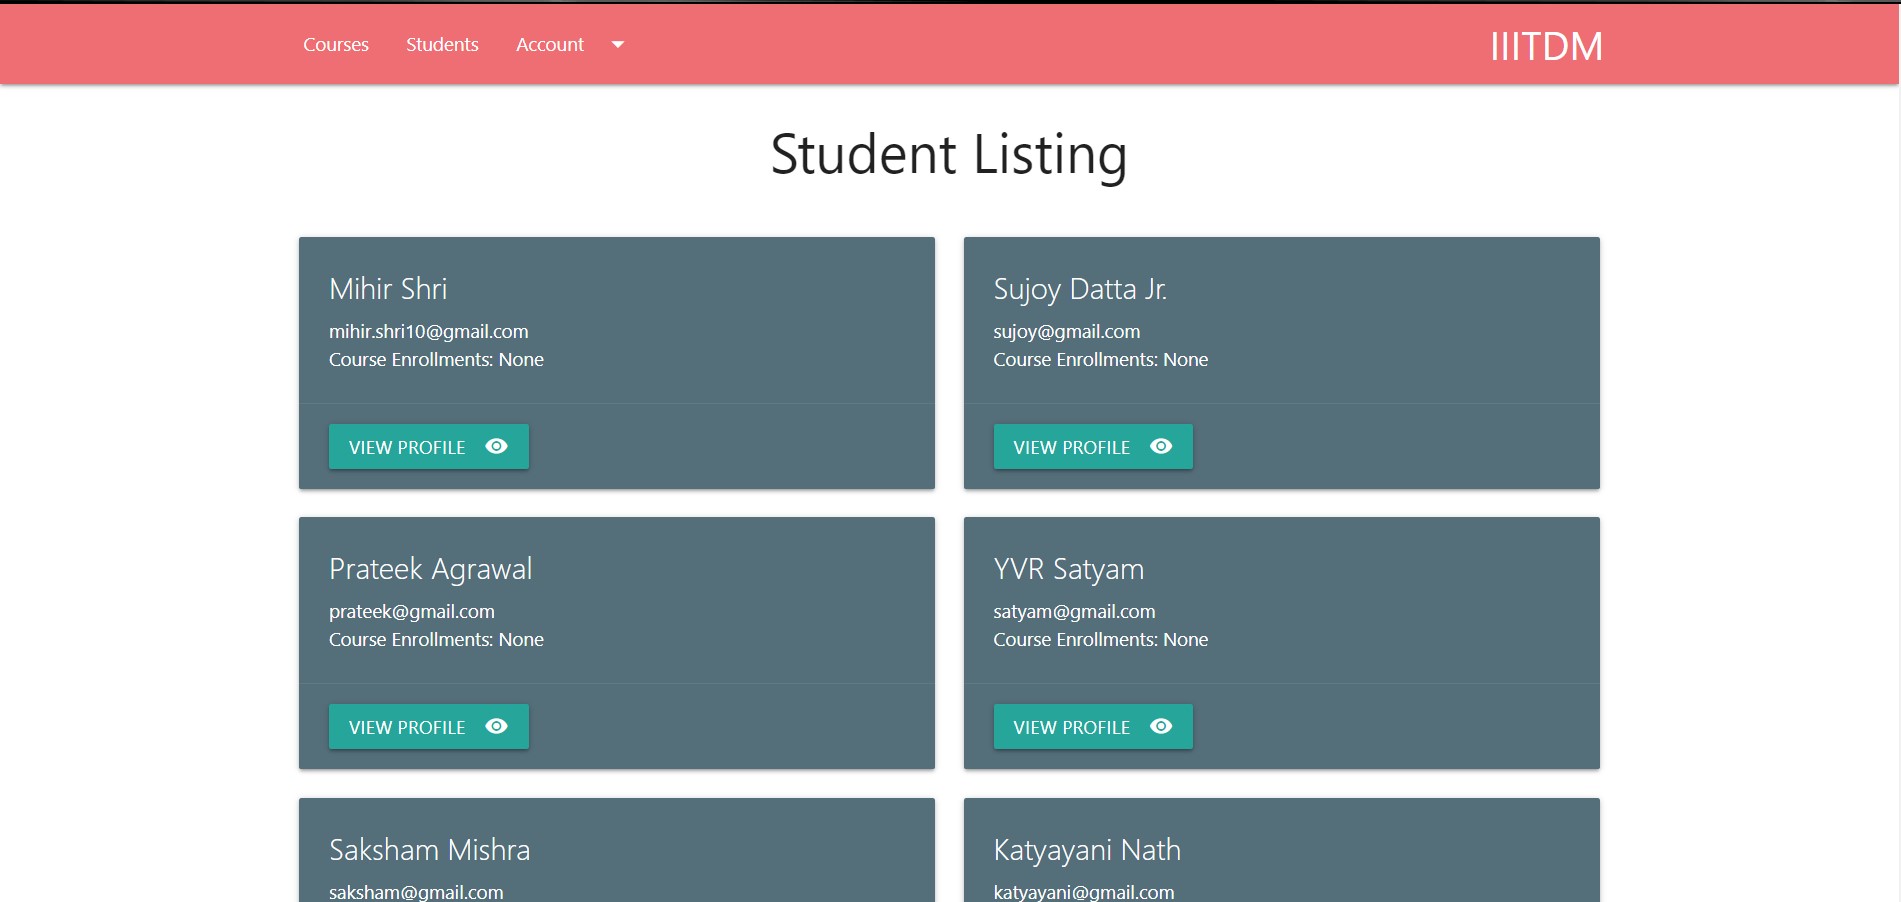 Courses Students Account IIITDM
Student Listing
Mihir Shri
mihir.shri10@gmail.com
Course Enrollments: None
VIEW PROFILE
Sujoy Datta Jr.
sujoy@gmail.com
Course Enrollments: None
VIEW PROFILE
Prateek Agrawal
prateek@gmail.com
Course Enrollments: None
VIEW PROFILE
YVR Satyam
satyam@gmail.com
Course Enrollments: None
VIEW PROFILE
Saksham Mishra
saksham@gmail.com
Katyayani Nath
katyayani@gmail.com